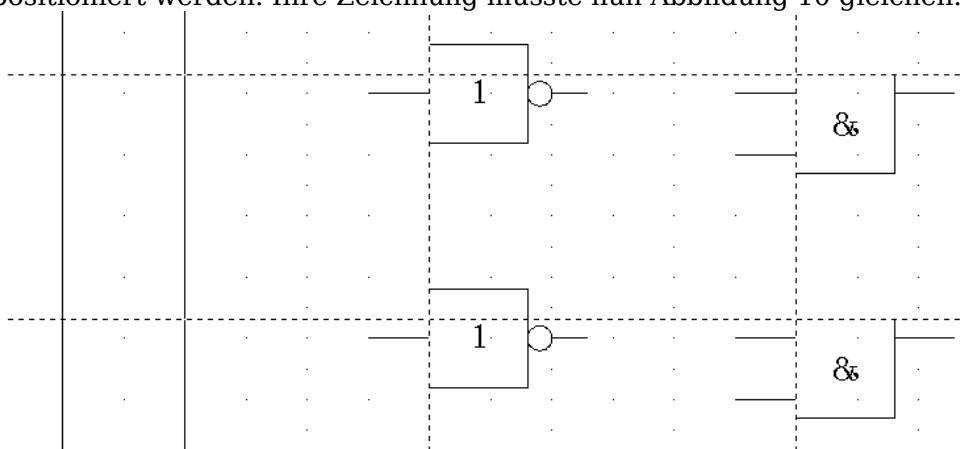 positioniert werden. Ihre Zeichnung müsste nun Abbildung 10 gleichen.
1
&
1
&